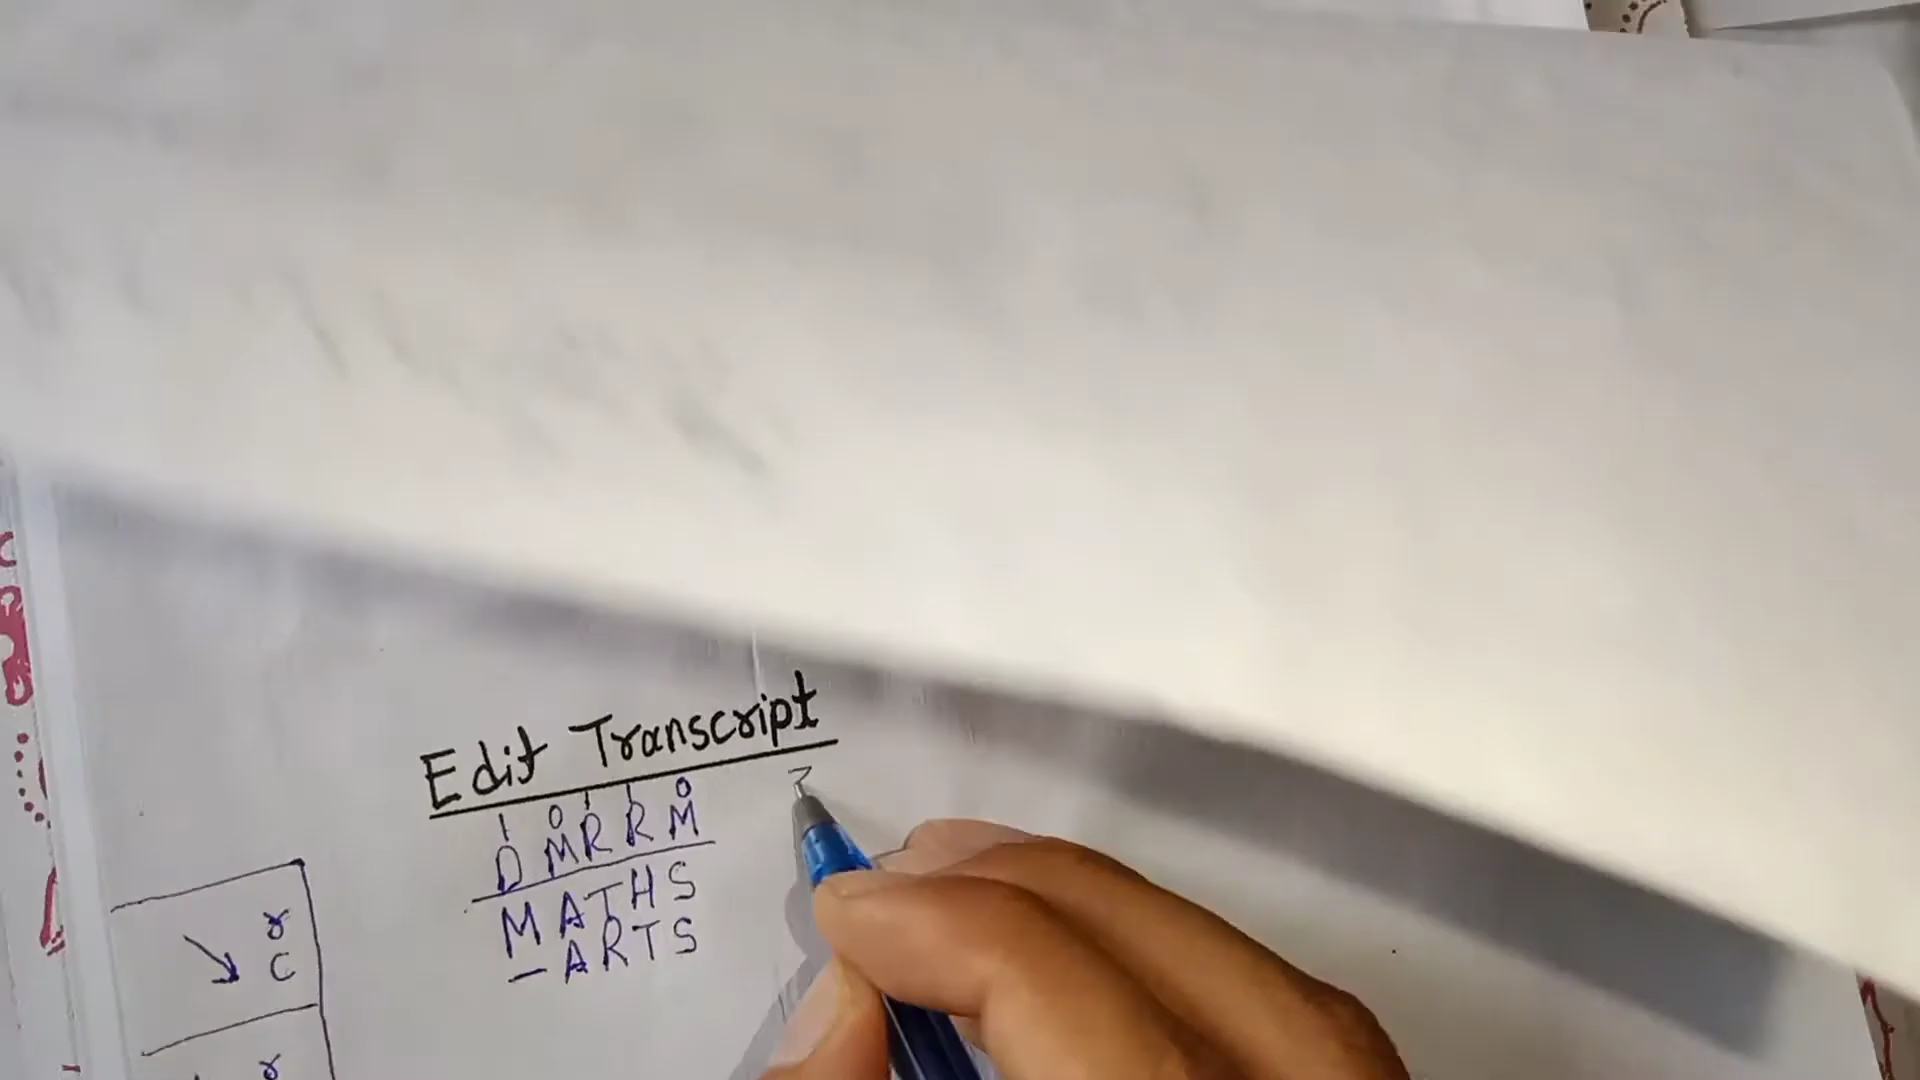 Edit Transcript
1 0 1 1 0
D M R R M
M A T H S
- A R T S
r
C
r